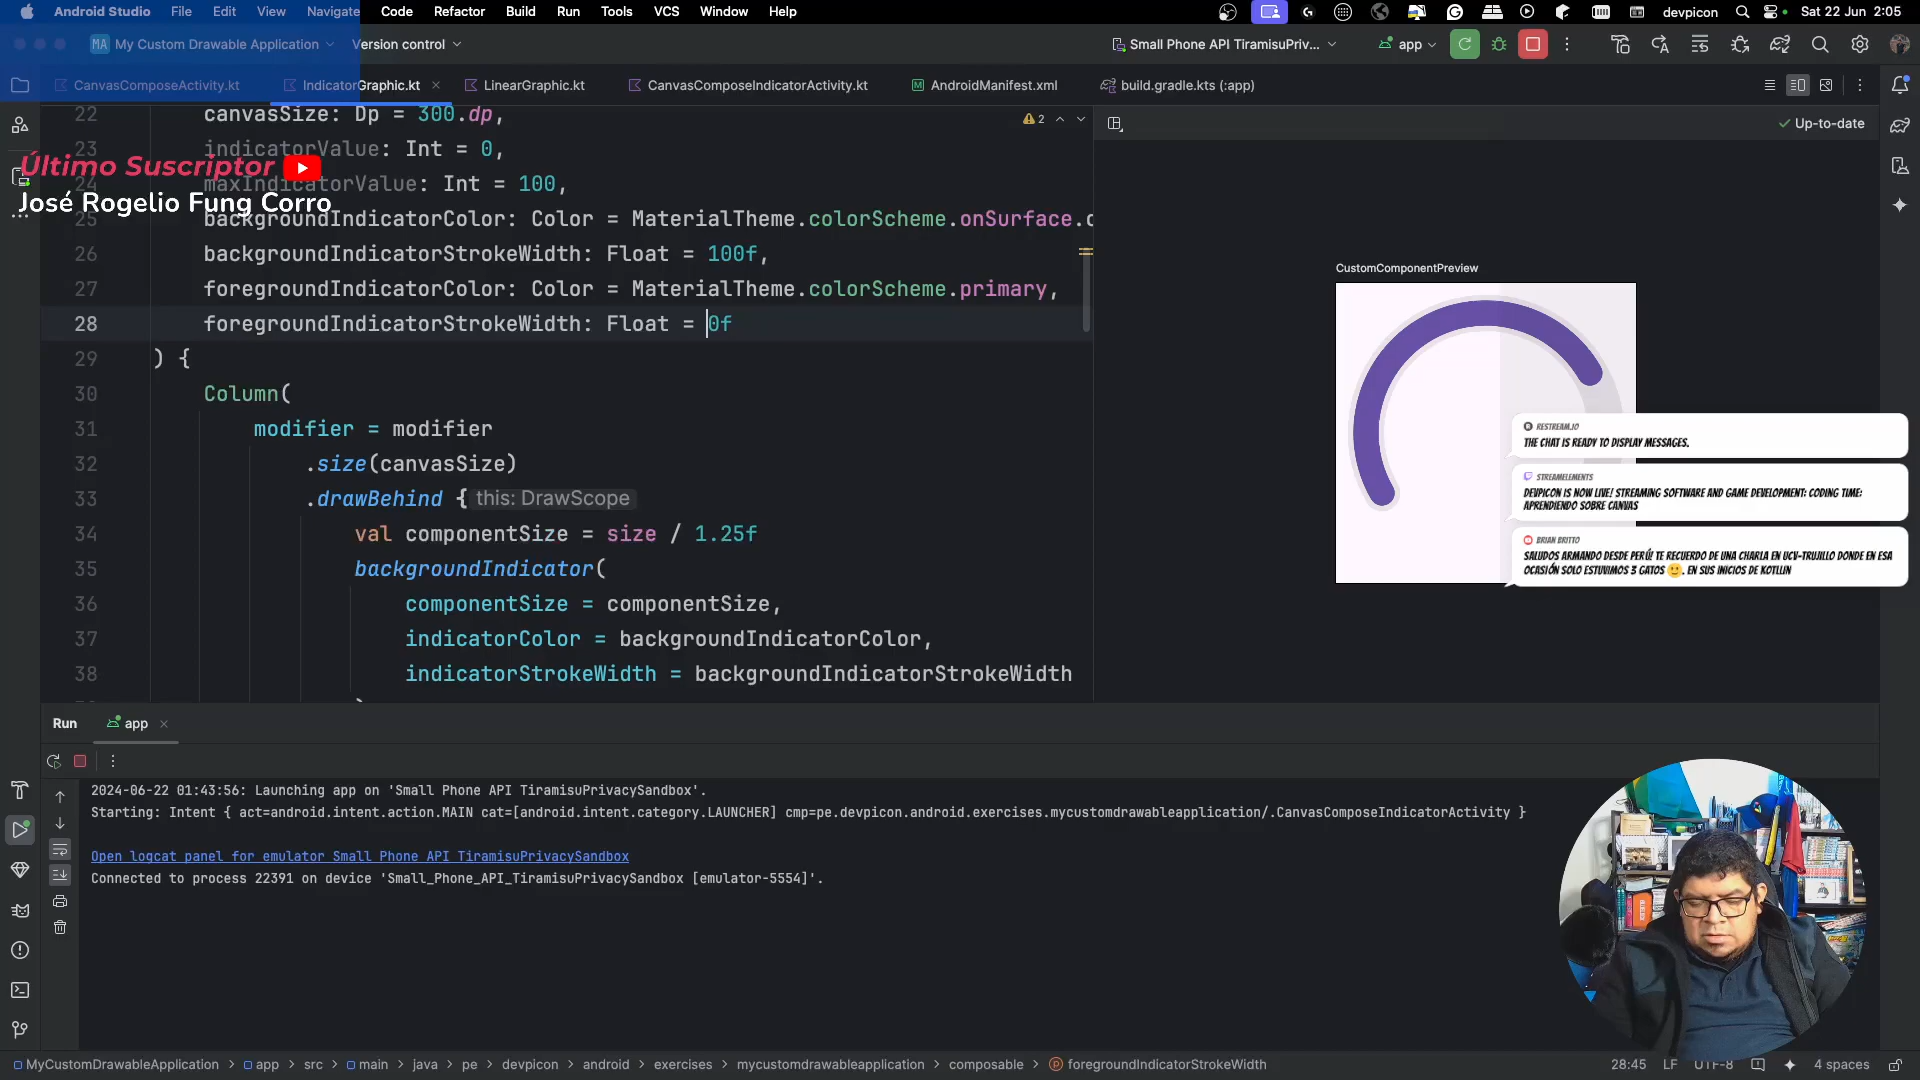 Android Studio File Edit View Navigate Code Refactor Build Run Tools VCS Window Help devpicon Sat 22 Jun 2:05
MA My Custom Drawable Application Version control Small Phone API TiramisuPriv... app
CanvasComposeActivity.kt IndicatorGraphic.kt LinearGraphic.kt CanvasComposeIndicatorActivity.kt AndroidManifest.xml build.gradle.kts (:app)
Último Suscriptor
José Rogelio Fung Corro
22 canvasSize: Dp = 300.dp,
23 indicatorValue: Int = 0,
24 maxIndicatorValue: Int = 100,
25 backgroundIndicatorColor: Color = MaterialTheme.colorScheme.onSurface.c
26 backgroundIndicatorStrokeWidth: Float = 100f,
27 foregroundIndicatorColor: Color = MaterialTheme.colorScheme.primary,
28 foregroundIndicatorStrokeWidth: Float = 0f
29 ) {
30 Column(
31 modifier = modifier
32 .size(canvasSize)
33 .drawBehind { this: DrawScope
34 val componentSize = size / 1.25f
35 backgroundIndicator(
36 componentSize = componentSize,
37 indicatorColor = backgroundIndicatorColor,
38 indicatorStrokeWidth = backgroundIndicatorStrokeWidth
2
Up-to-date
CustomComponentPreview
RESTREAM.IO
THE CHAT IS READY TO DISPLAY MESSAGES.
STREAMELEMENTS
DEVPICON IS NOW LIVE! STREAMING SOFTWARE AND GAME DEVELOPMENT: CODING TIME:
APRENDIENDO SOBRE CANVAS
BRIAN BRITTO
SALUDOS ARMANDO DESDE PERÚ! TE RECUERDO DE UNA CHARLA EN UCV-TRUJILLO DONDE EN ESA
OCASIÓN SOLO ESTUVIMOS 3 GATOS 🙂. EN SUS INICIOS DE KOTLLIN
Run app
2024-06-22 01:43:56: Launching app on 'Small Phone API TiramisuPrivacySandbox'.
Starting: Intent { act=android.intent.action.MAIN cat=[android.intent.category.LAUNCHER] cmp=pe.devpicon.android.exercises.mycustomdrawableapplication/.CanvasComposeIndicatorActivity }
Open logcat panel for emulator Small Phone API TiramisuPrivacySandbox
Connected to process 22391 on device 'Small_Phone_API_TiramisuPrivacySandbox [emulator-5554]'.
MyCustomDrawableApplication > app > src > main > java > pe > devpicon > android > exercises > mycustomdrawableapplication > composable > foregroundIndicatorStrokeWidth 28:45 LF UTF-8 4 spaces